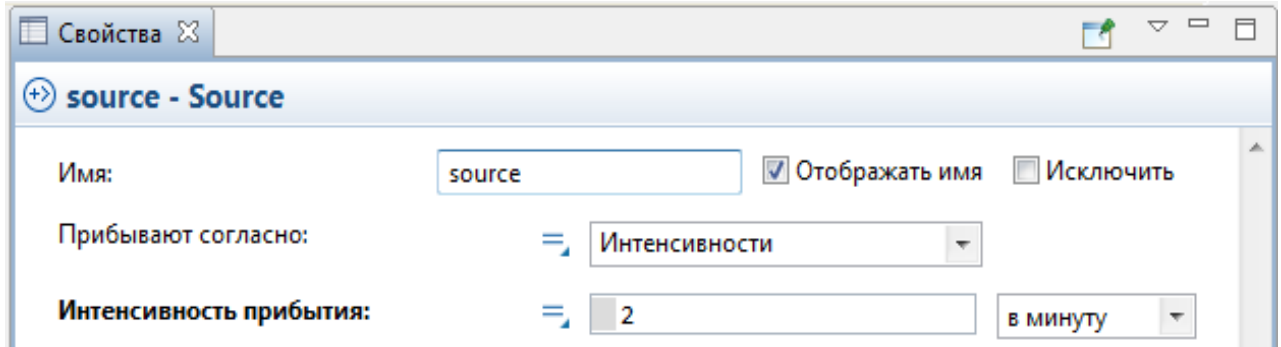 Свойства
source - Source
Имя: source Отображать имя Исключить
Прибывают согласно: Интенсивности
Интенсивность прибытия: 2 в минуту